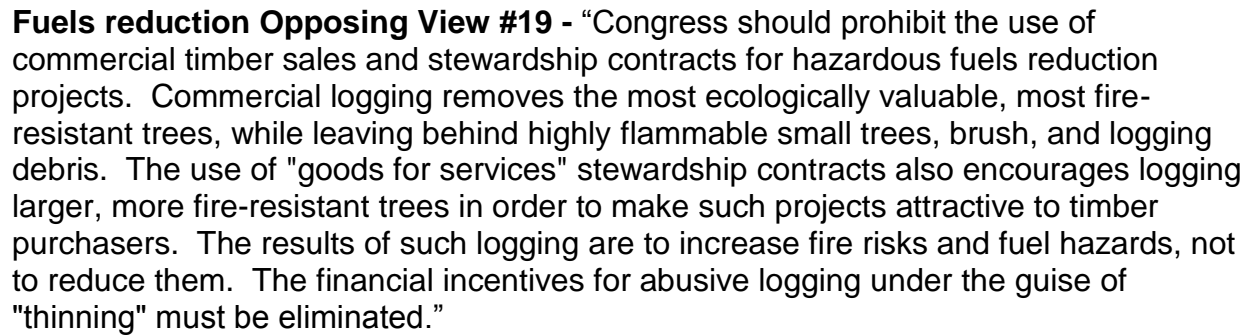 Fuels reduction Opposing View #19 - “Congress should prohibit the use of
commercial timber sales and stewardship contracts for hazardous fuels reduction
projects.  Commercial logging removes the most ecologically valuable, most fire-
resistant trees, while leaving behind highly flammable small trees, brush, and logging
debris.  The use of "goods for services" stewardship contracts also encourages logging
larger, more fire-resistant trees in order to make such projects attractive to timber
purchasers.  The results of such logging are to increase fire risks and fuel hazards, not
to reduce them.  The financial incentives for abusive logging under the guise of
"thinning" must be eliminated.”